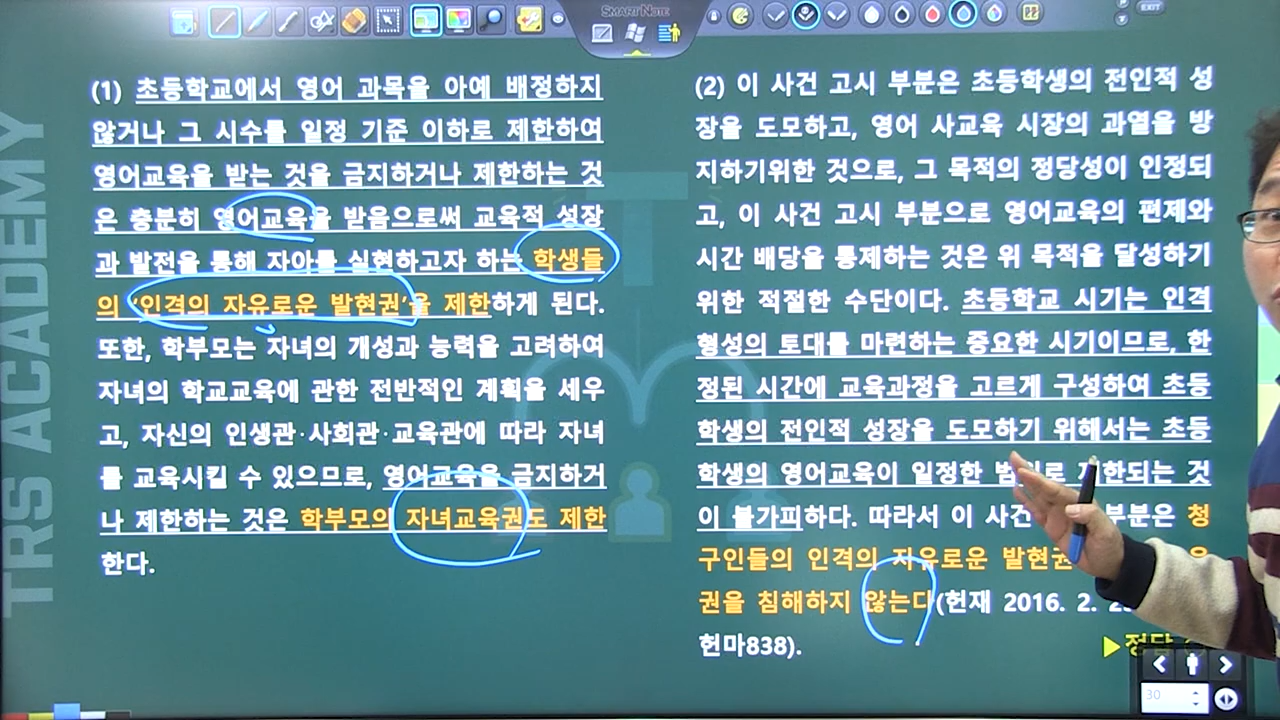 SMARTNOTE
EXIT
TRS ACADEMY
(1) 초등학교에서 영어 과목을 아예 배정하지
않거나 그 시수를 일정 기준 이하로 제한하여
영어교육을 받는 것을 금지하거나 제한하는 것
은 충분히 영어교육을 받음으로써 교육적 성장
과 발전을 통해 자아를 실현하고자 하는 학생들
의 '인격의 자유로운 발현권'을 제한하게 된다.
또한, 학부모는 자녀의 개성과 능력을 고려하여
자녀의 학교교육에 관한 전반적인 계획을 세우
고, 자신의 인생관·사회관·교육관에 따라 자녀
를 교육시킬 수 있으므로, 영어교육을 금지하거
나 제한하는 것은 학부모의 자녀교육권도 제한
한다.
(2) 이 사건 고시 부분은 초등학생의 전인적 성
장을 도모하고, 영어 사교육 시장의 과열을 방
지하기위한 것으로, 그 목적의 정당성이 인정되
고, 이 사건 고시 부분으로 영어교육의 편제와
시간 배당을 통제하는 것은 위 목적을 달성하기
위한 적절한 수단이다. 초등학교 시기는 인격
형성의 토대를 마련하는 중요한 시기이므로, 한
정된 시간에 교육과정을 고르게 구성하여 초등
학생의 전인적 성장을 도모하기 위해서는 초등
학생의 영어교육이 일정한 제한되는 것
이 불가피하다. 따라서 이 사건 부분은 청
구인들의 인격의 자유로운 발현권
권을 침해하지 않는다(헌재 2016. 2.
헌마838).
▶정답
30